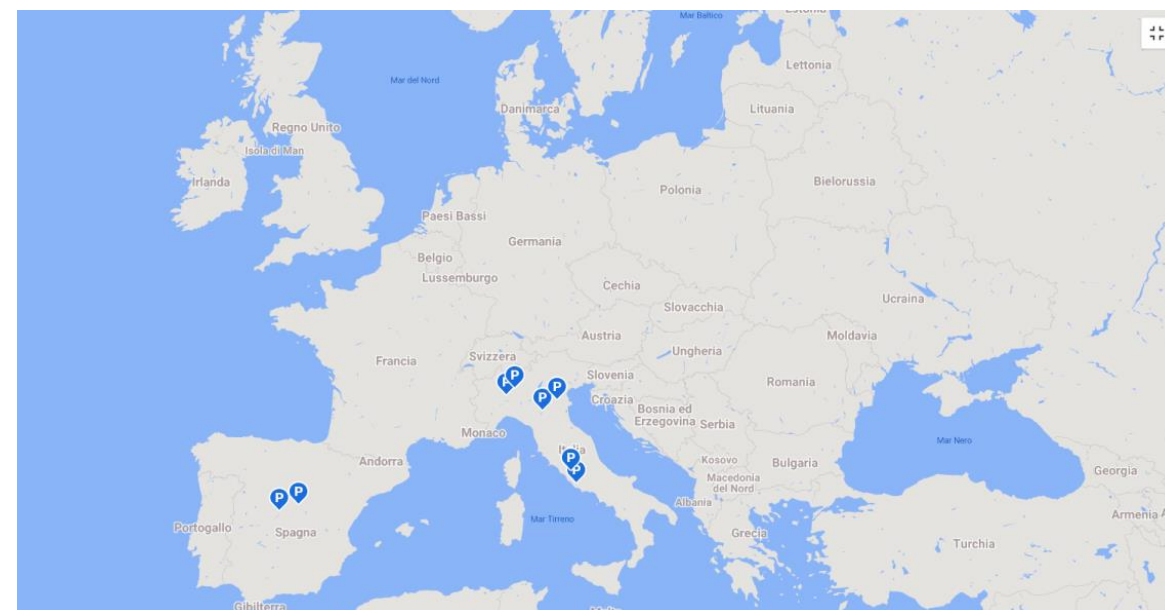 Mar Baltico
Lettonia
Mar del Nord
Danimarca
Lituania
Regno Unito
Isola di Man
Irlanda
Bielorussia
Polonia
Paesi Bassi
Germania
Belgio
Lussemburgo
Cechia
Ucraina
Slovacchia
Austria
Moldavia
Ungheria
Svizzera
Francia
Slovenia
Romania
P
P
P
P
Croazia
Bosnia ed
Erzegovina
Serbia
Monaco
Mar Nero
Italia
Andorra
P
Kosovo
Bulgaria
P
Georgia
Macedonia
del Nord
P
P
Albania
Armenia
Mar Tirreno
Portogallo
Spagna
Grecia
Turchia
Gibilterra